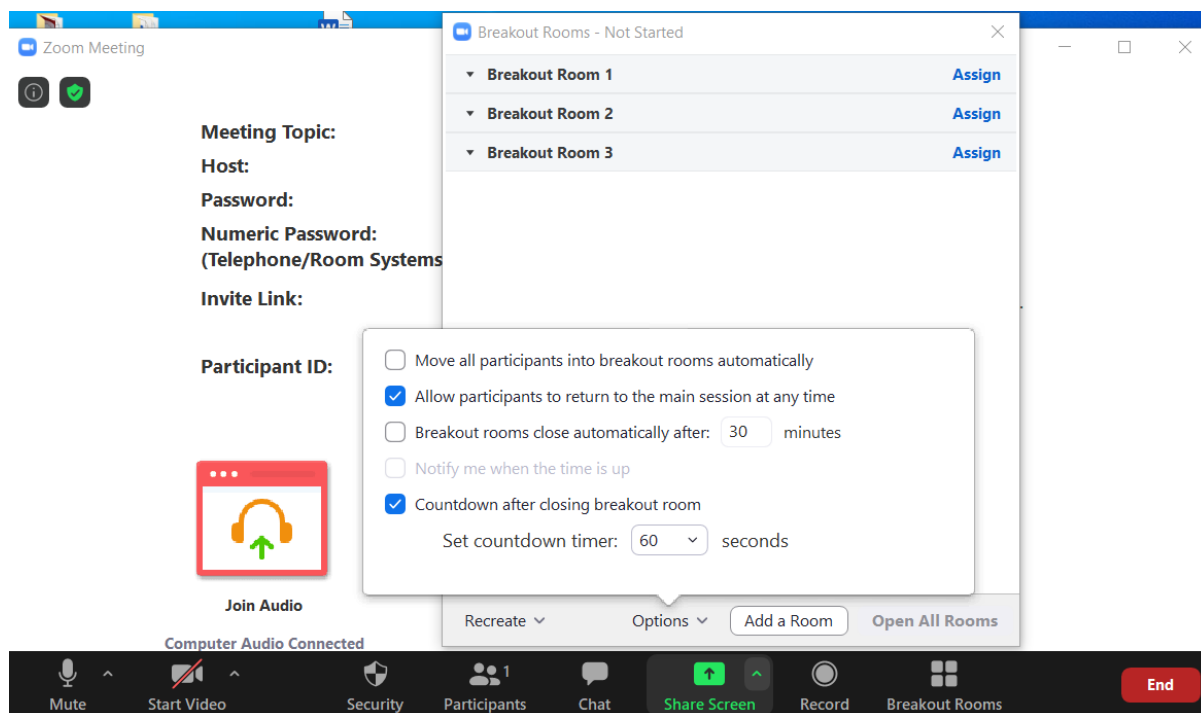 Zoom Meeting
Breakout Rooms - Not Started
Breakout Room 1 Assign
Breakout Room 2 Assign
Breakout Room 3 Assign
Meeting Topic:
Host:
Password:
Numeric Password:
(Telephone/Room Systems
Invite Link:
Participant ID:
Move all participants into breakout rooms automatically
Allow participants to return to the main session at any time
Breakout rooms close automatically after: 30 minutes
Notify me when the time is up
Countdown after closing breakout room
Set countdown timer: 60 seconds
Join Audio
Computer Audio Connected
Recreate Options Add a Room Open All Rooms
Mute Start Video Security Participants 1 Chat Share Screen Record Breakout Rooms End